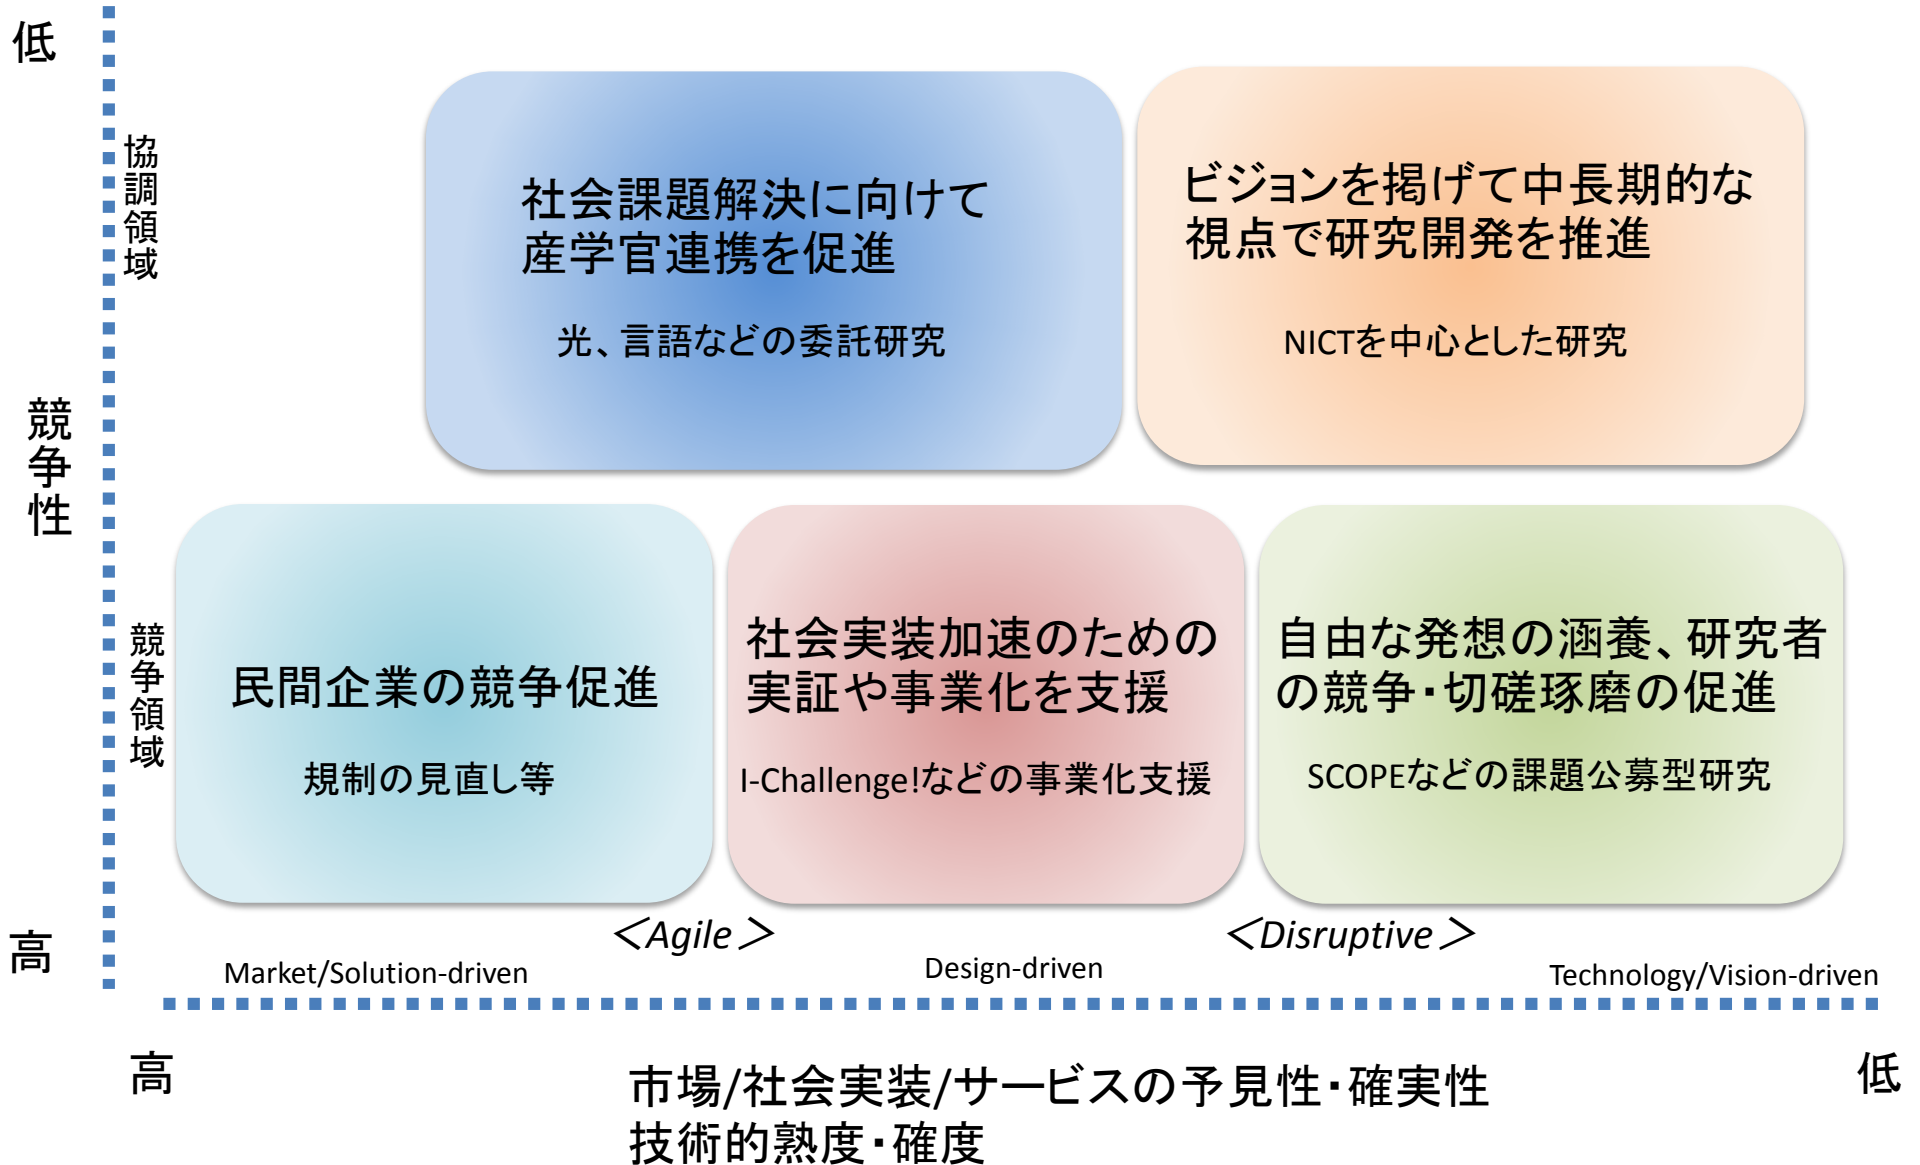 低
協調領域
競争性
競争領域
高
社会課題解決に向けて
産学官連携を促進
光、言語などの委託研究
ビジョンを掲げて中長期的な
視点で研究開発を推進
NICTを中心とした研究
民間企業の競争促進
規制の見直し等
社会実装加速のための
実証や事業化を支援
I-Challenge!などの事業化支援
自由な発想の涵養、研究者
の競争・切磋琢磨の促進
SCOPEなどの課題公募型研究
＜Agile＞
＜Disruptive＞
Market/Solution-driven
Design-driven
Technology/Vision-driven
高
低
市場/社会実装/サービスの予見性・確実性
技術的熟度・確度